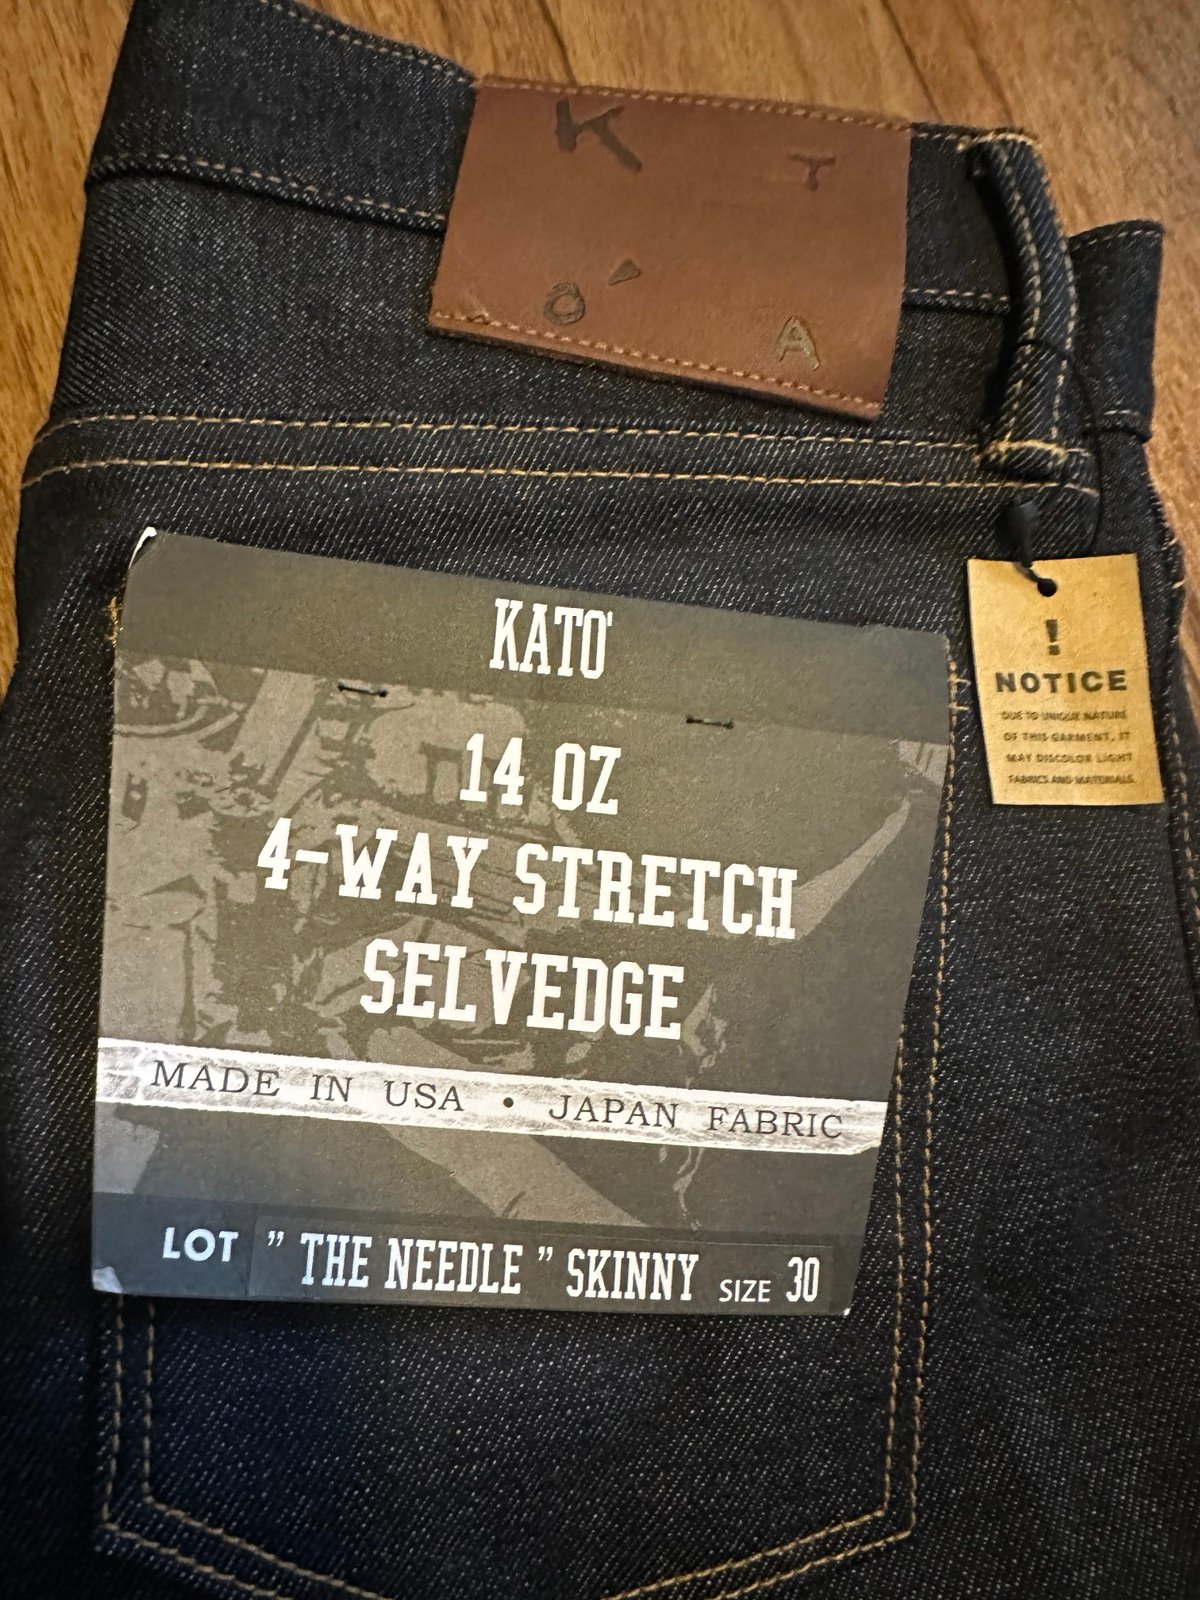 K T
O A
KATO'
14 OZ
4-WAY STRETCH
SELVEDGE
MADE IN USA • JAPAN FABRIC
LOT " THE NEEDLE " SKINNY SIZE 30
!
NOTICE
DUE TO UNIQUE NATURE
OF THIS GARMENT, IT
MAY DISCOLOR LIGHT
FABRICS AND MATERIALS.